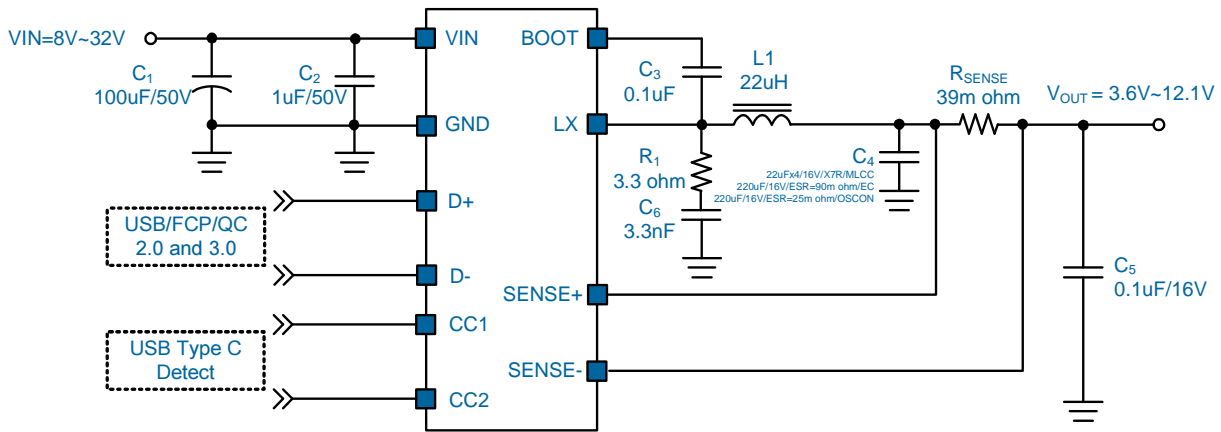 VIN=8V~32V
C1
100uF/50V
C2
1uF/50V
VIN
GND
D+
D-
CC1
CC2
USB/FCP/QC
2.0 and 3.0
USB Type C
Detect
BOOT
LX
SENSE+
SENSE-
C3
0.1uF
L1
22uH
R1
3.3 ohm
C6
3.3nF
C4
22uFx4/16V/X7R/MLCC
220uF/16V/ESR=90m ohm/EC
220uF/16V/ESR=25m ohm/OSCON
RSENSE
39m ohm
VOUT = 3.6V~12.1V
C5
0.1uF/16V